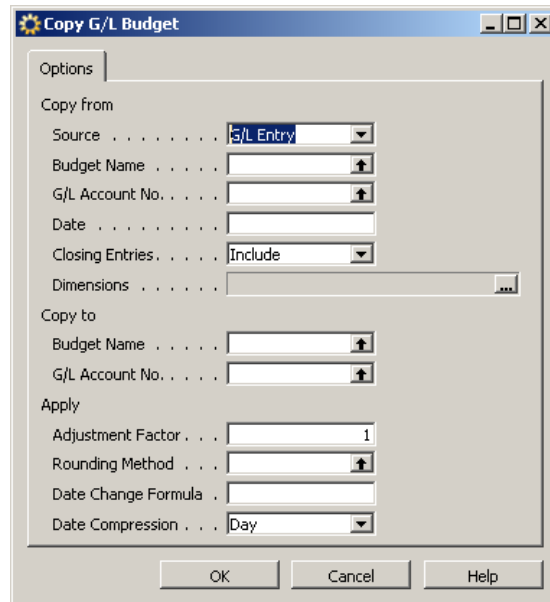 Copy G/L Budget
Options
Copy from
Source . . . . . . . . G/L Entry
Budget Name . . . . .
G/L Account No. . . . .
Date . . . . . . . . .
Closing Entries. . . . . Include
Dimensions . . . . . . ...
Copy to
Budget Name . . . . .
G/L Account No. . . . .
Apply
Adjustment Factor . . . 1
Rounding Method . . .
Date Change Formula .
Date Compression . . . Day
OK Cancel Help